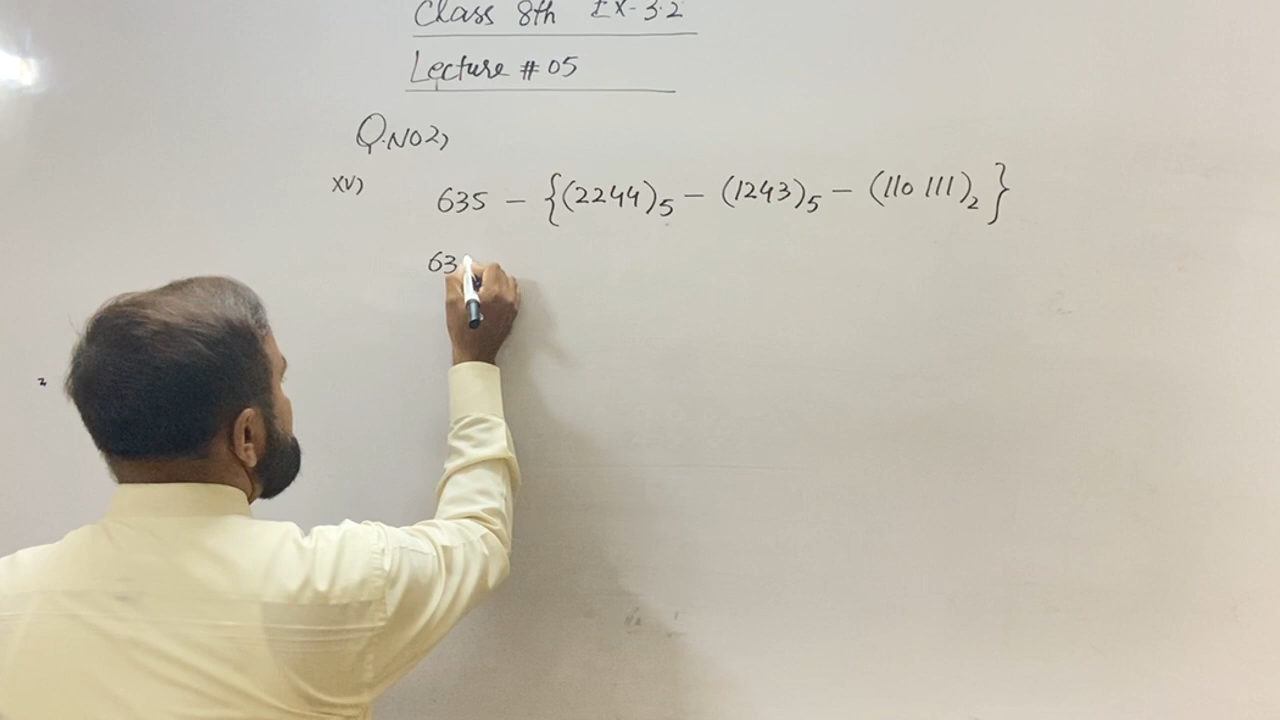 Class 8th Ex-3.2
Lecture # 05
Q.NO2)
XV) 635 - {(2244)₅ - (1243)₅ - (110 111)₂}
63